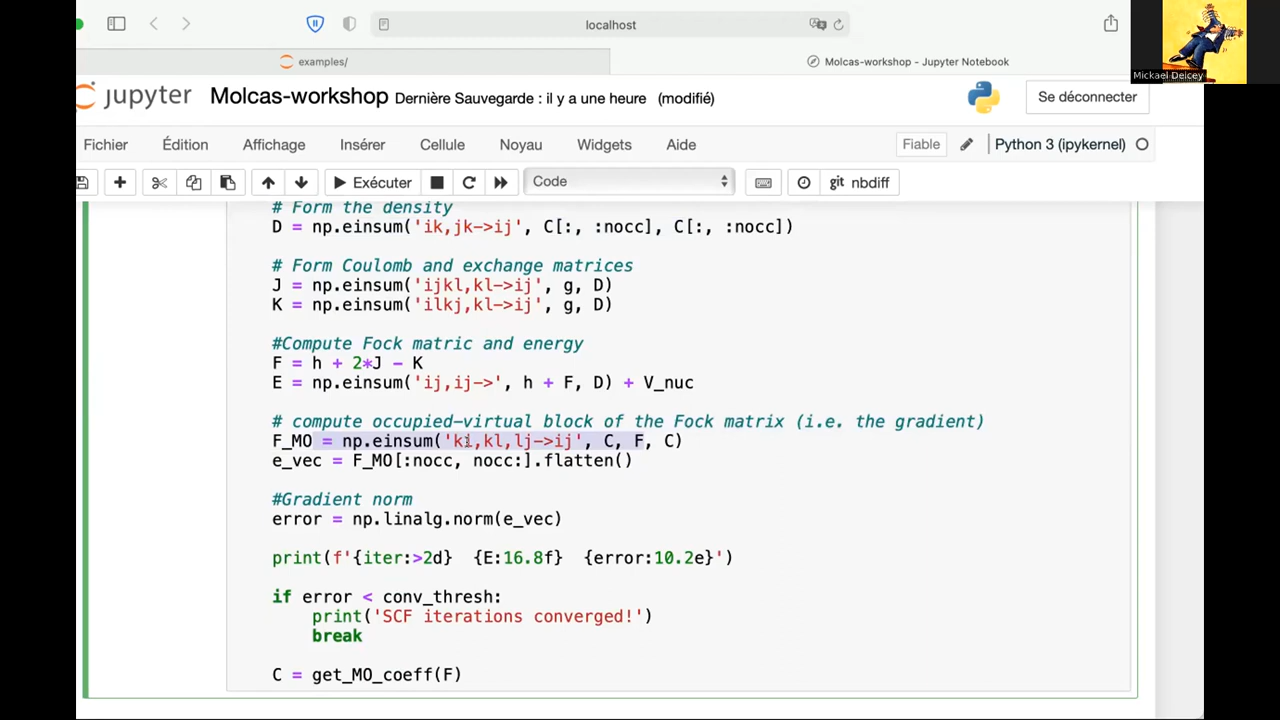 localhost
examples/
Molcas-workshop - Jupyter Notebook
Mickael Delcey
jupyter Molcas-workshop Dernière Sauvegarde : il y a une heure (modifié)
Se déconnecter
Fichier Édition Affichage Insérer Cellule Noyau Widgets Aide
Fiable Python 3 (ipykernel)
Exécuter Code git nbdiff
# Form the density
D = np.einsum('ik,jk->ij', C[:, :nocc], C[:, :nocc])
# Form Coulomb and exchange matrices
J = np.einsum('ijkl,kl->ij', g, D)
K = np.einsum('ilkj,kl->ij', g, D)
#Compute Fock matric and energy
F = h + 2*J - K
E = np.einsum('ij,ij->', h + F, D) + V_nuc
# compute occupied-virtual block of the Fock matrix (i.e. the gradient)
F_MO = np.einsum('ki,kl,lj->ij', C, F, C)
e_vec = F_MO[:nocc, nocc:].flatten()
#Gradient norm
error = np.linalg.norm(e_vec)
print(f'{iter:>2d}  {E:16.8f}  {error:10.2e}')
if error < conv_thresh:
print('SCF iterations converged!')
break
C = get_MO_coeff(F)